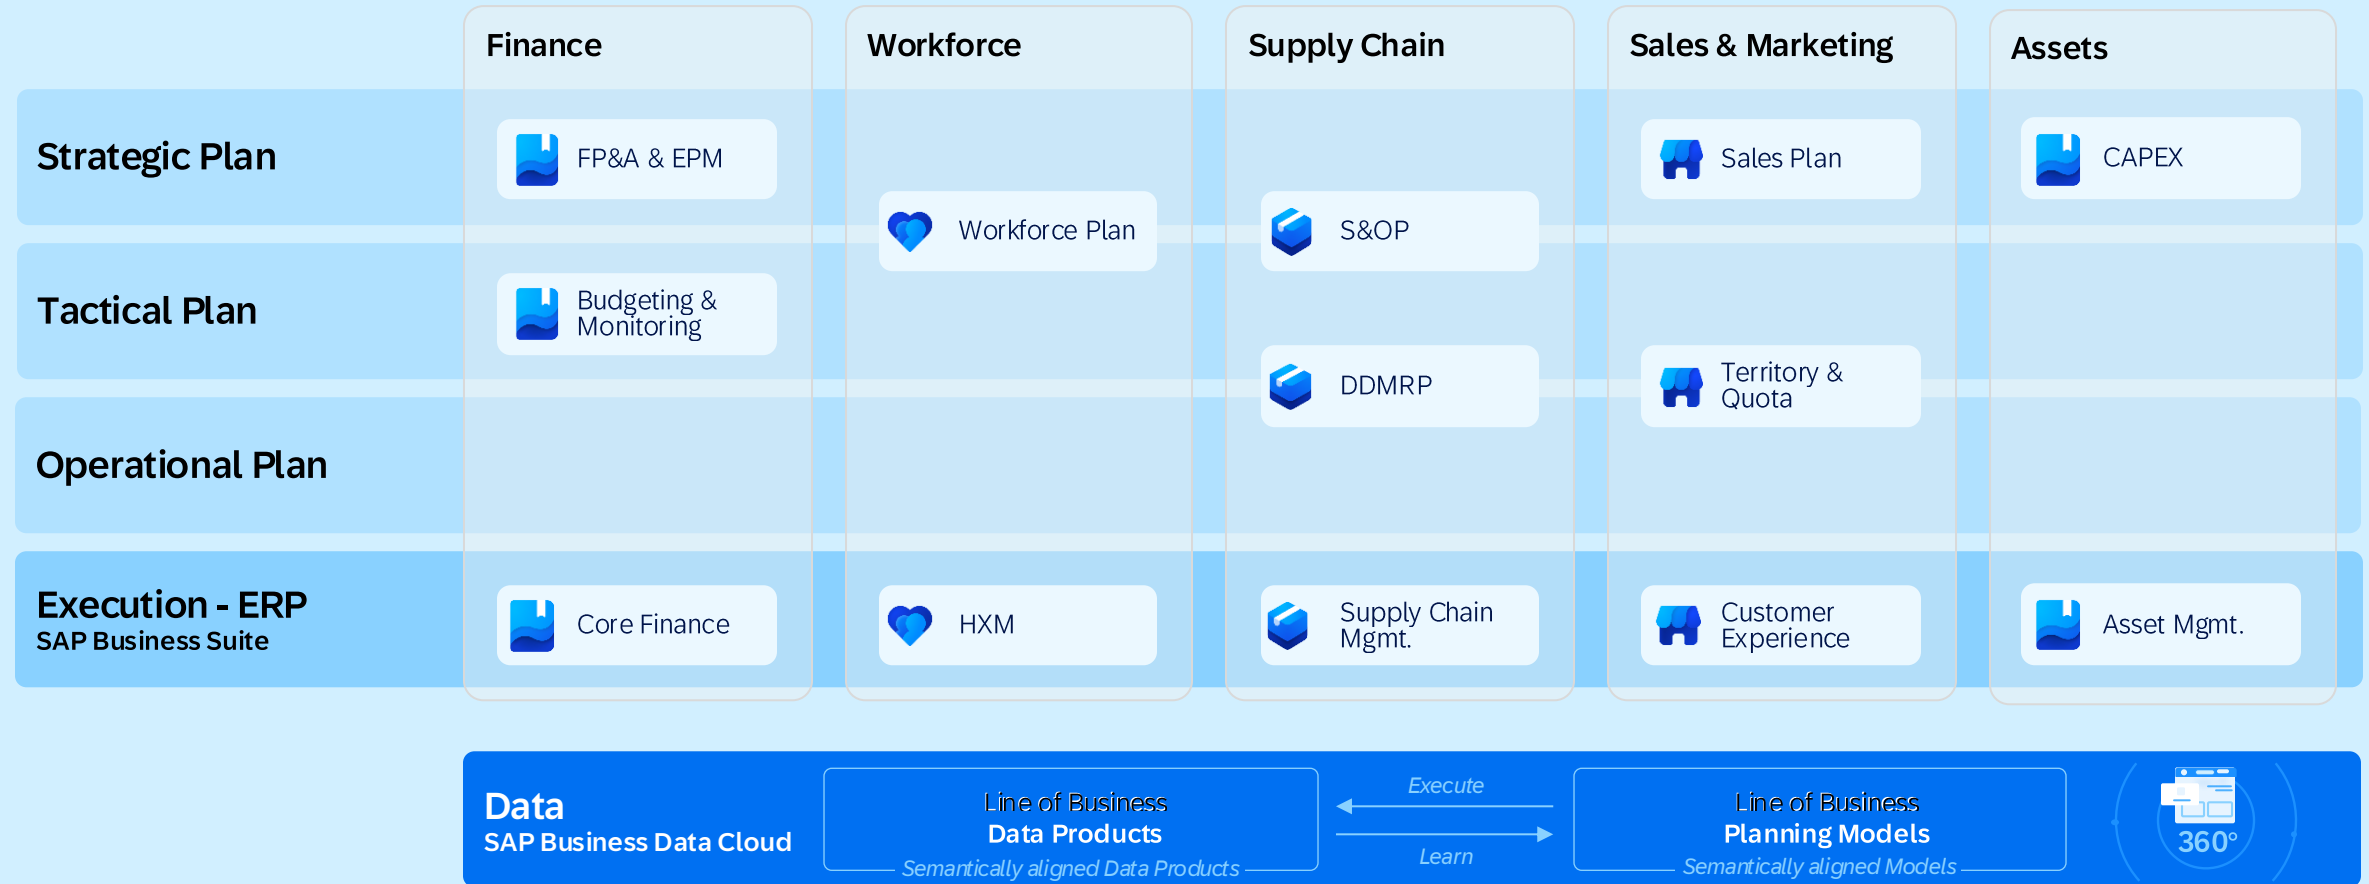 Finance
Workforce
Supply Chain
Sales & Marketing
Assets
Strategic Plan
FP&A & EPM
Sales Plan
CAPEX
Workforce Plan
S&OP
Tactical Plan
Budgeting &
Monitoring
DDMRP
Territory &
Quota
Operational Plan
Execution - ERP
SAP Business Suite
Core Finance
HXM
Supply Chain
Mgmt.
Customer
Experience
Asset Mgmt.
Data
SAP Business Data Cloud
Line of Business
Data Products
Semantically aligned Data Products
Execute
Learn
Line of Business
Planning Models
Semantically aligned Models
360°